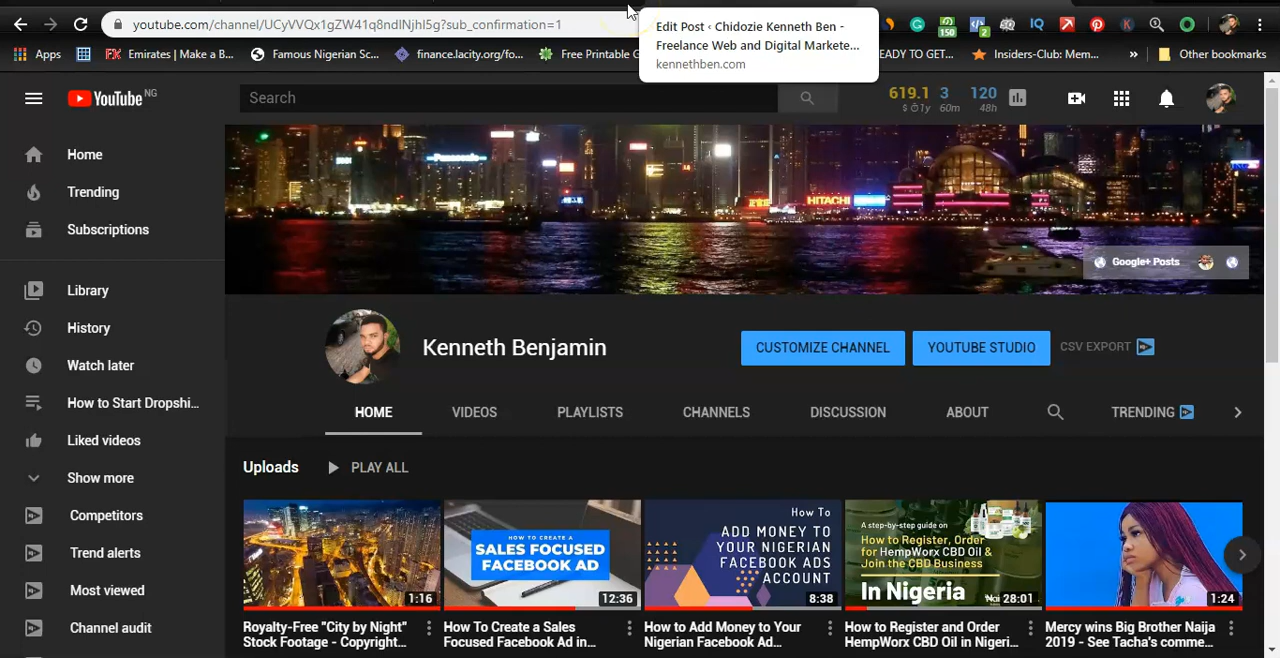 youtube.com/channel/UCyVVQx1gZW41q8ndINjhI5g?sub_confirmation=1
Edit Post ‹ Chidozie Kenneth Ben -
Freelance Web and Digital Markete...
kennethben.com
150
2
IQ
K
Apps
Emirates | Make a B...
Famous Nigerian Sc...
finance.lacity.org/fo...
Free Printable G
EADY TO GET...
Insiders-Club: Mem...
»
Other bookmarks
YouTube NG
Search
619.1 3 120
$ 1y 60m 48h
Home
Trending
Subscriptions
Library
History
Watch later
How to Start Dropshi...
Liked videos
Show more
Competitors
Trend alerts
Most viewed
Channel audit
Panasonic
HITACHI
Google+ Posts
Kenneth Benjamin
CUSTOMIZE CHANNEL
YOUTUBE STUDIO
CSV EXPORT
HOME
VIDEOS
PLAYLISTS
CHANNELS
DISCUSSION
ABOUT
TRENDING
Uploads
PLAY ALL
1:16
Royalty-Free "City by Night"
Stock Footage - Copyright...
HOW TO CREATE A
SALES FOCUSED
FACEBOOK AD
12:36
How To Create a Sales
Focused Facebook Ad in...
How To
ADD MONEY TO
YOUR NIGERIAN
FACEBOOK ADS
ACCOUNT
8:38
How to Add Money to Your
Nigerian Facebook Ad...
A step-by-step guide on
How to Register, Order
for HempWorx CBD Oil &
Join the CBD Business
In Nigeria
28:01
How to Register and Order
HempWorx CBD Oil in Nigeri...
1:24
Mercy wins Big Brother Naija
2019 - See Tacha's comme...